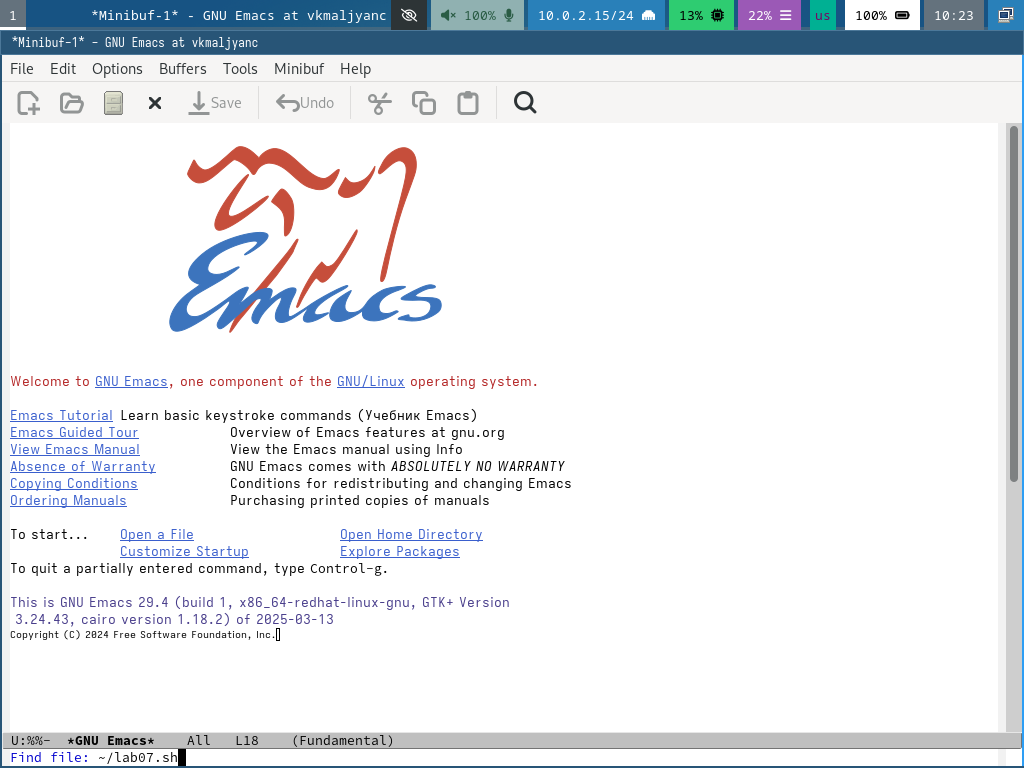 1 *Minibuf-1* - GNU Emacs at vkmaljyanc 100% 10.0.2.15/24 13% 22% us 100% 10:23
*Minibuf-1* - GNU Emacs at vkmaljyanc
File Edit Options Buffers Tools Minibuf Help
Save Undo
Emacs
Welcome to GNU Emacs, one component of the GNU/Linux operating system.
Emacs Tutorial Learn basic keystroke commands (Учебник Emacs)
Emacs Guided Tour Overview of Emacs features at gnu.org
View Emacs Manual View the Emacs manual using Info
Absence of Warranty GNU Emacs comes with ABSOLUTELY NO WARRANTY
Copying Conditions Conditions for redistributing and changing Emacs
Ordering Manuals Purchasing printed copies of manuals
To start... Open a File Open Home Directory
Customize Startup Explore Packages
To quit a partially entered command, type Control-g.
This is GNU Emacs 29.4 (build 1, x86_64-redhat-linux-gnu, GTK+ Version
3.24.43, cairo version 1.18.2) of 2025-03-13
Copyright (C) 2024 Free Software Foundation, Inc.
U:%%- *GNU Emacs* All L18 (Fundamental)
Find file: ~/lab07.sh